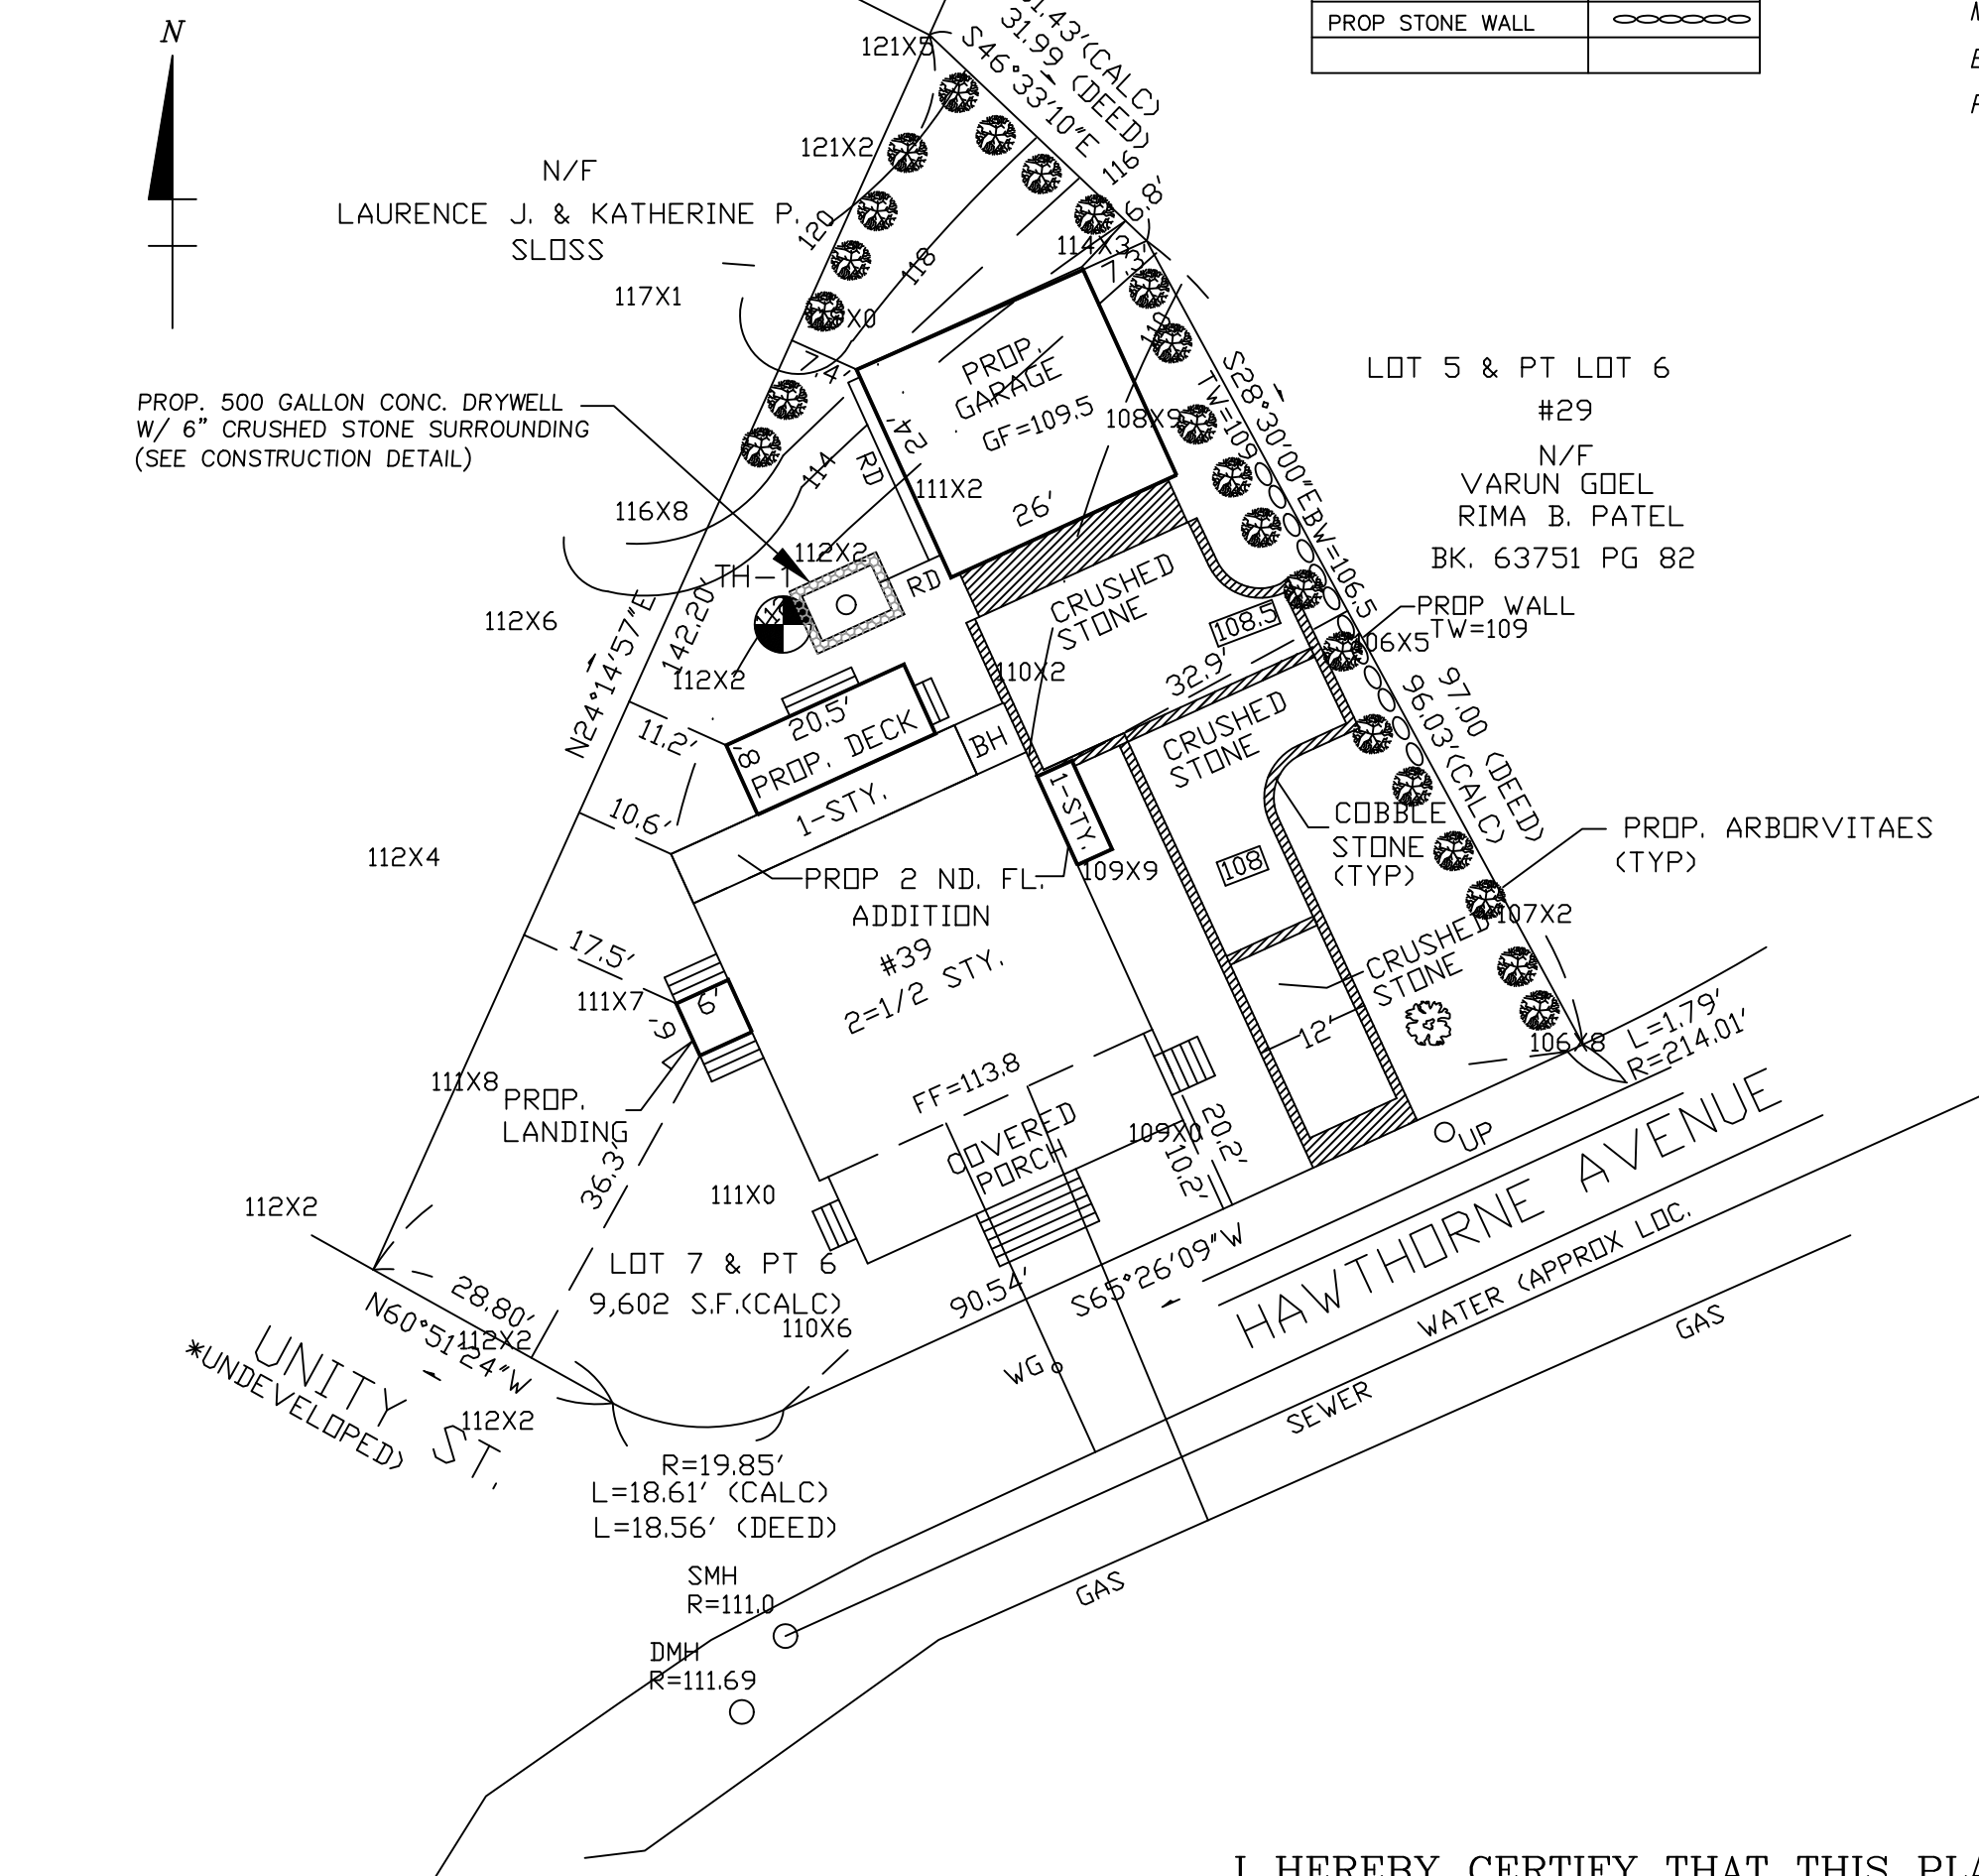 N
PROP STONE WALL
121X5
31.99 (DEED)
S46°33'10"E
121X2
116
6.8'
N/F
LAURENCE J. & KATHERINE P.
SLOSS
120
118
114X3
7.3'
117X1
110
7.4'
PROP.
GARAGE
GF=109.5
24'
26'
RD
108X9
S28°30'00"E
TW=109
BW=106.5
LOT 5 & PT LOT 6
#29
N/F
VARUN GOEL
RIMA B. PATEL
BK. 63751 PG 82
PROP. 500 GALLON CONC. DRYWELL
W/ 6" CRUSHED STONE SURROUNDING
(SEE CONSTRUCTION DETAIL)
114
111X2
116X8
112X2
TH-1
RD
CRUSHED
STONE
108.5
PROP WALL
TW=109
106X5
112X6
N24°14'57"E
142.20'
112X2
110X2
32.9'
97.00 (DEED)
96.03'(CALC)
11.2'
8'
20.5'
PROP. DECK
BH
CRUSHED
STONE
10.6'
1-STY.
1-STY.
COBBLE
STONE
(TYP)
PROP. ARBORVITAES
(TYP)
112X4
PROP 2 ND. FL.
ADDITION
109X9
108
107X2
#39
2=1/2 STY.
17.5'
111X7
6'
6'
CRUSHED
STONE
12'
106X8
L=1.79'
R=214.01'
111X8
PROP.
LANDING
FF=113.8
COVERED
PORCH
109X0
20.2'
10.2'
UP
36.3'
111X0
112X2
LOT 7 & PT 6
9,602 S.F.(CALC)
110X6
90.54'
S65°26'09"W
HAWTHORNE AVENUE
WATER (APPROX LOC.
GAS
28.80'
N60°51'24"W
112X2
UNITY ST.
*UNDEVELOPED)
112X2
WG
SEWER
R=19.85'
L=18.61' (CALC)
L=18.56' (DEED)
SMH
R=111.0
GAS
DMH
R=111.69
I HEREBY CERTIFY THAT THIS